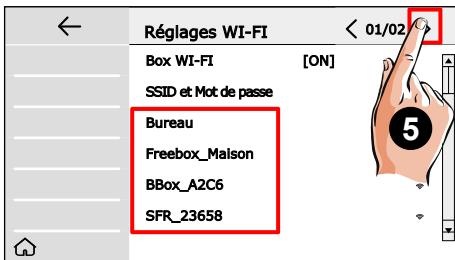 Réglages WI-FI 01/02
Box WI-FI [ON]
SSID et Mot de passe
Bureau
Freebox_Maison
BBox_A2C6
SFR_23658
5